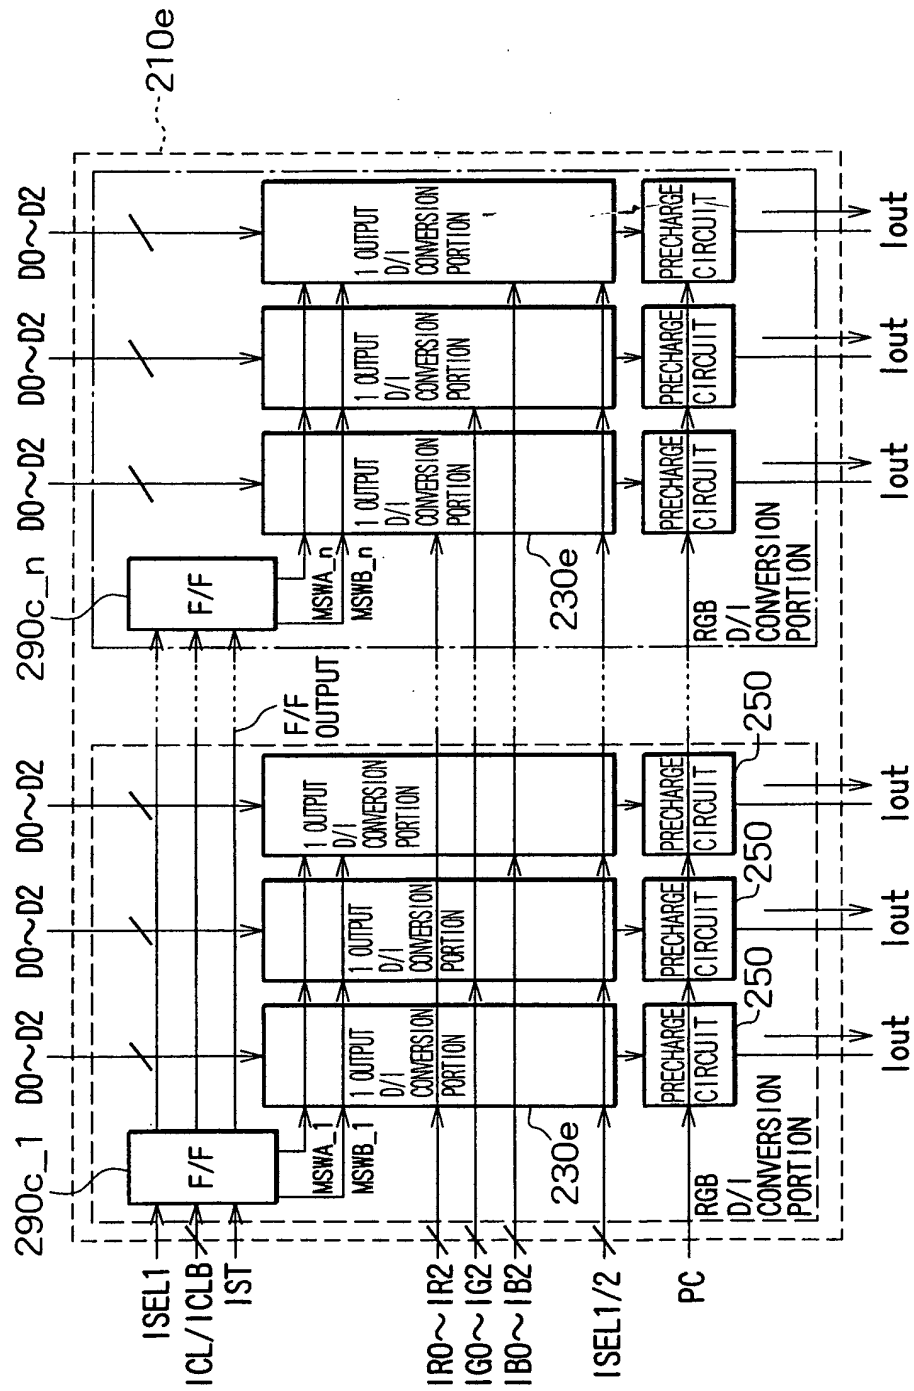 210e
290c_1
D0~D2
D0~D2
D0~D2
290c_n
D0~D2
D0~D2
D0~D2
ISEL1
ICL/ICLB
IST
F/F
F/F
F/F
OUTPUT
MSWA_1
MSWB_1
MSWA_n
MSWB_n
1 OUTPUT
D/I
CONVERSION
PORTION
1 OUTPUT
D/I
CONVERSION
PORTION
1 OUTPUT
D/I
CONVERSION
PORTION
1 OUTPUT
D/I
CONVERSION
PORTION
1 OUTPUT
D/I
CONVERSION
PORTION
1 OUTPUT
D/I
CONVERSION
PORTION
IR0~IR2
IG0~IG2
IB0~IB2
230e
230e
ISEL1/2
PC
PRECHARGE
CIRCUIT
PRECHARGE
CIRCUIT
PRECHARGE
CIRCUIT
PRECHARGE
CIRCUIT
PRECHARGE
CIRCUIT
PRECHARGE
CIRCUIT
250
250
250
RGB
D/I
CONVERSION
PORTION
RGB
D/I
CONVERSION
PORTION
Iout
Iout
Iout
Iout
Iout
Iout